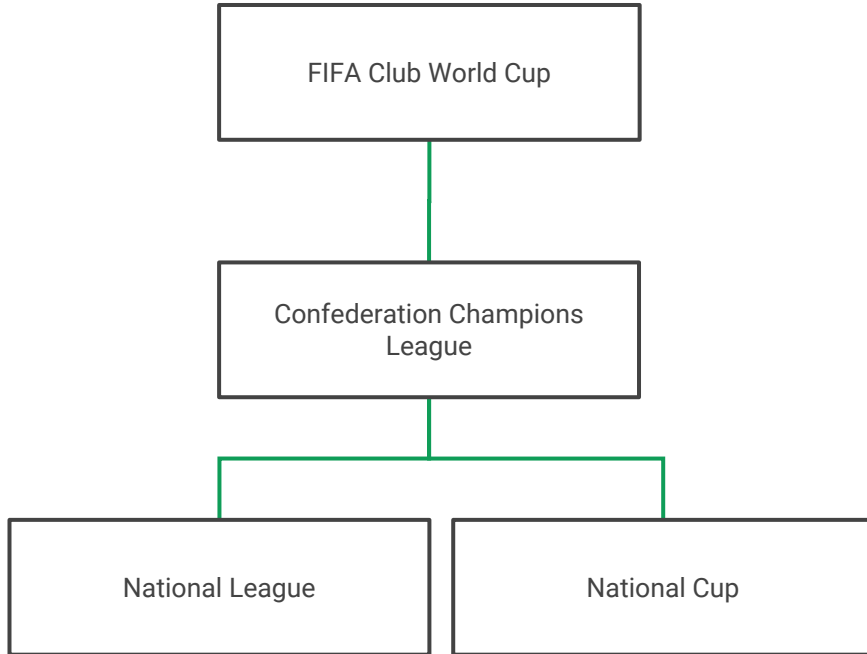 FIFA Club World Cup
Confederation Champions
League
National League
National Cup